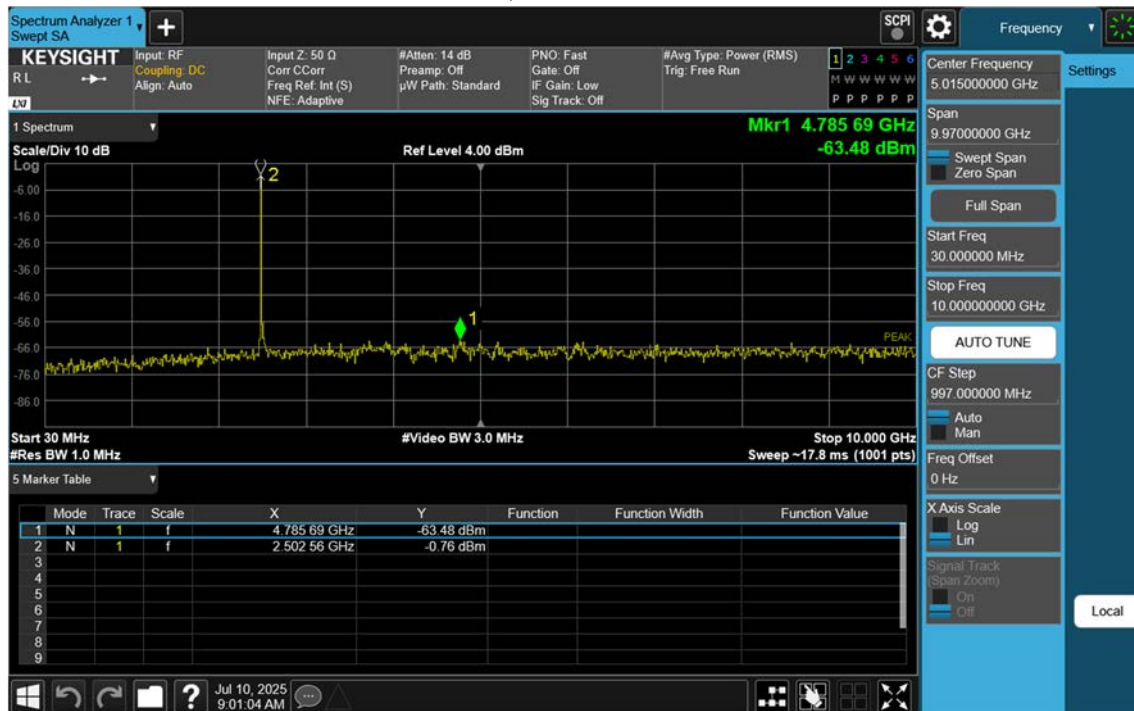 Spectrum Analyzer 1
Swept SA
+
SCPI
Frequency
KEYSIGHT
R L
LXI
Input: RF
Coupling: DC
Align: Auto
Input Z: 50 Ω
Corr CCorr
Freq Ref: Int (S)
NFE: Adaptive
#Atten: 14 dB
Preamp: Off
µW Path: Standard
PNO: Fast
Gate: Off
IF Gain: Low
Sig Track: Off
#Avg Type: Power (RMS)
Trig: Free Run
1 2 3 4 5 6
M W W W W W
P P P P P P
1 Spectrum
Scale/Div 10 dB
Ref Level 4.00 dBm
Mkr1 4.785 69 GHz
-63.48 dBm
Log
-6.00
-16.0
-26.0
-36.0
-46.0
-56.0
-66.0
-76.0
-86.0
2
1
PEAK
Start 30 MHz
#Video BW 3.0 MHz
Stop 10.000 GHz
#Res BW 1.0 MHz
Sweep ~17.8 ms (1001 pts)
5 Marker Table
Mode Trace Scale X Y Function Function Width Function Value
1 N 1 f 4.785 69 GHz -63.48 dBm
2 N 1 f 2.502 56 GHz -0.76 dBm
3
4
5
6
7
8
9
?
Jul 10, 2025
9:01:04 AM
Center Frequency
5.015000000 GHz
Settings
Span
9.97000000 GHz
Swept Span
Zero Span
Full Span
Start Freq
30.000000 MHz
Stop Freq
10.000000000 GHz
AUTO TUNE
CF Step
997.000000 MHz
Auto
Man
Freq Offset
0 Hz
X Axis Scale
Log
Lin
Signal Track
(Span Zoom)
On
Off
Local